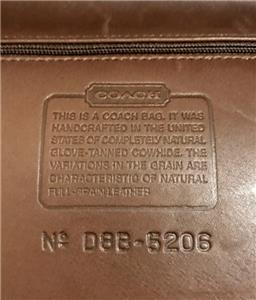 COACH
THIS IS A COACH BAG. IT WAS
HANDCRAFTED IN THE UNITED
STATES OF COMPLETELY NATURAL
GLOVE-TANNED COWHIDE. THE
VARIATIONS IN THE GRAIN ARE
CHARACTERISTIC OF NATURAL
FULL-GRAIN LEATHER.
Nº D8B-5206